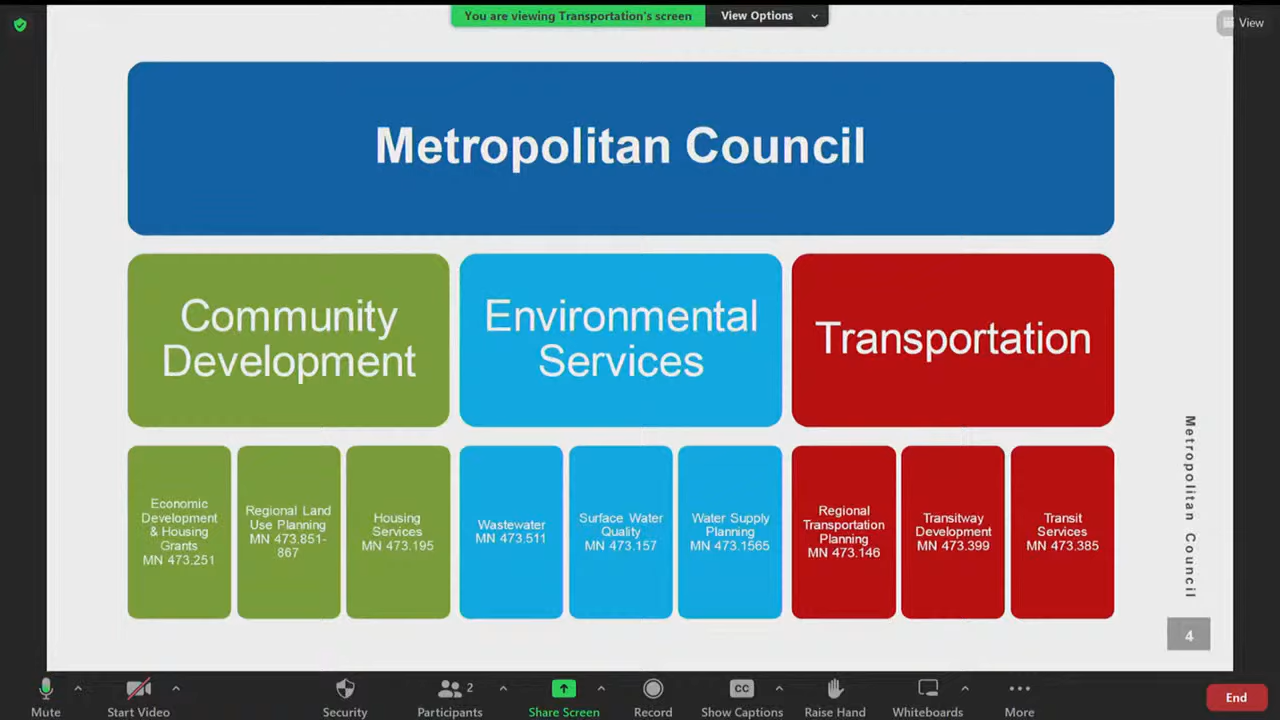 You are viewing Transportation's screen
View Options
View
Metropolitan Council
Community
Development
Environmental
Services
Transportation
Economic
Development
& Housing
Grants
MN 473.251
Regional Land
Use Planning
MN 473.851-
867
Housing
Services
MN 473.195
Wastewater
MN 473.511
Surface Water
Quality
MN 473.157
Water Supply
Planning
MN 473.1565
Regional
Transportation
Planning
MN 473.146
Transitway
Development
MN 473.399
Transit
Services
MN 473.385
Metropolitan Council
4
2
CC
Mute
Start Video
Security
Participants
Share Screen
Record
Show Captions
Raise Hand
Whiteboards
More
End